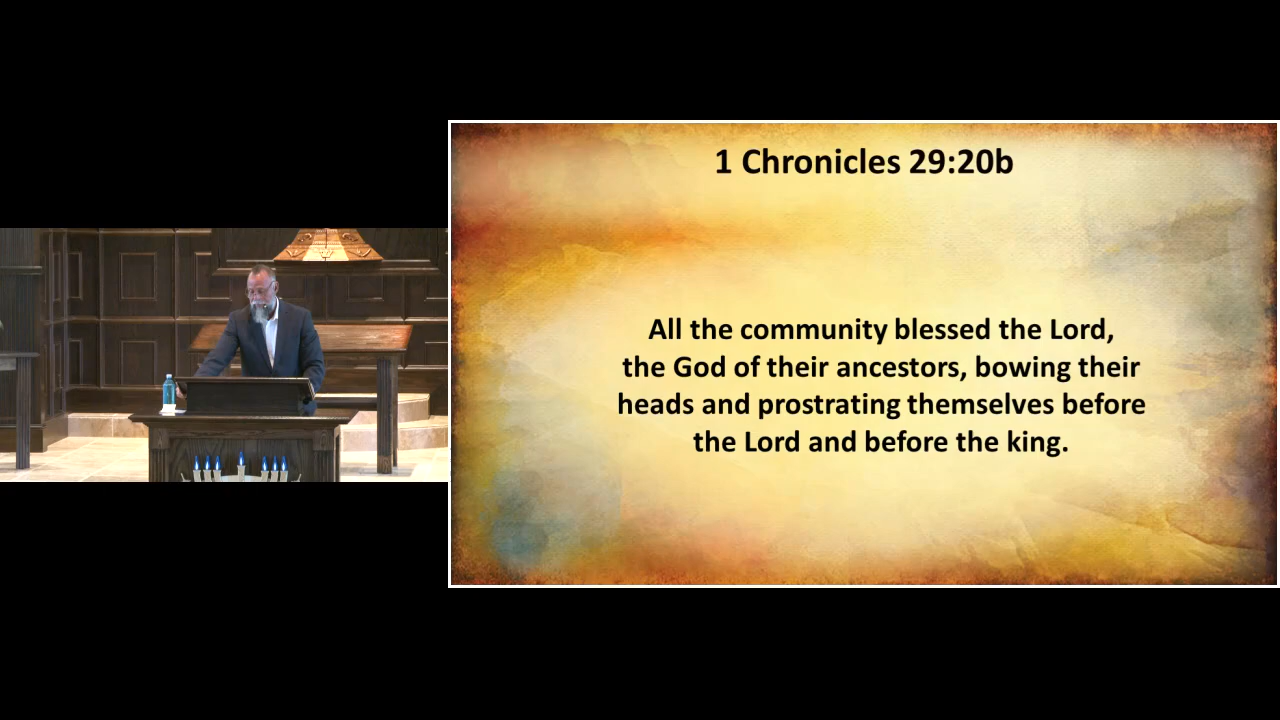 1 Chronicles 29:20b
All the community blessed the Lord,
the God of their ancestors, bowing their
heads and prostrating themselves before
the Lord and before the king.